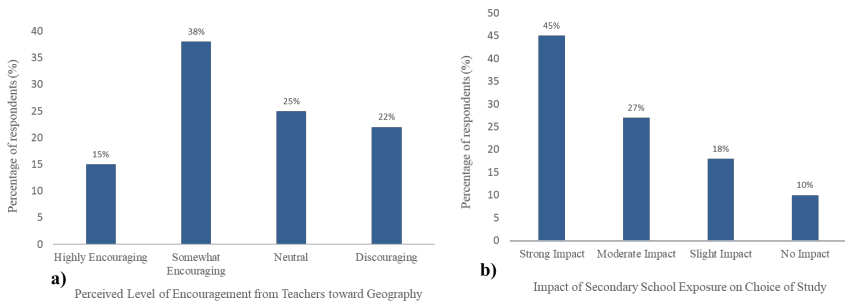 40
35
30
25
20
15
10
5
0
Percentage of respondents (%)
15%
38%
25%
22%
Highly Encouraging
Somewhat
Encouraging
Neutral
Discouraging
a)
Perceived Level of Encouragement from Teachers toward Geography
50
45
40
35
30
25
20
15
10
5
0
Percentage of respondents (%)
45%
27%
18%
10%
Strong Impact
Moderate Impact
Slight Impact
No Impact
b)
Impact of Secondary School Exposure on Choice of Study